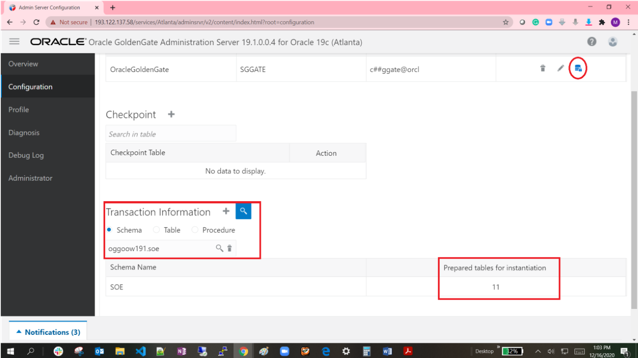 Admin Server Configuration
Not secure | 193.122.137.58/services/Atlanta/adminsrvr/v2/content/index.html?root=configuration
ORACLE Oracle GoldenGate Administration Server 19.1.0.0.4 for Oracle 19c (Atlanta)
Overview
Configuration
Profile
Diagnosis
Debug Log
Administrator
OracleGoldenGate SGGATE c##ggate@orcl
Checkpoint +
Search in table
Checkpoint Table Action
No data to display.
Transaction Information +
Schema Table Procedure
oggoow191.soe
Schema Name Prepared tables for instantiation
SOE 11
Notifications (3)
Desktop
1:03 PM
12/16/2020